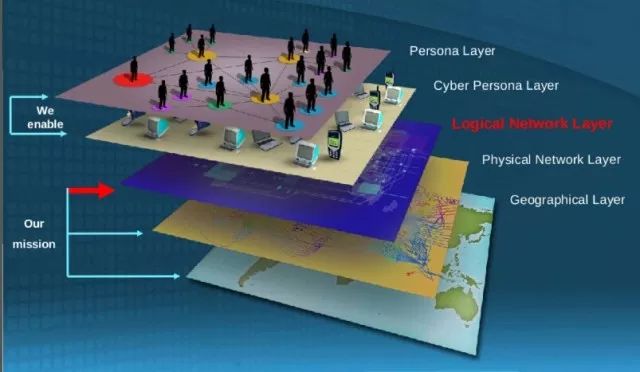 Persona Layer
Cyber Persona Layer
We
enable
Logical Network Layer
Physical Network Layer
Geographical Layer
Our
mission